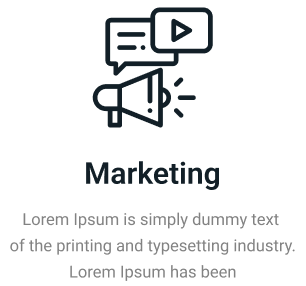 Marketing
Lorem Ipsum is simply dummy text
of the printing and typesetting industry.
Lorem Ipsum has been